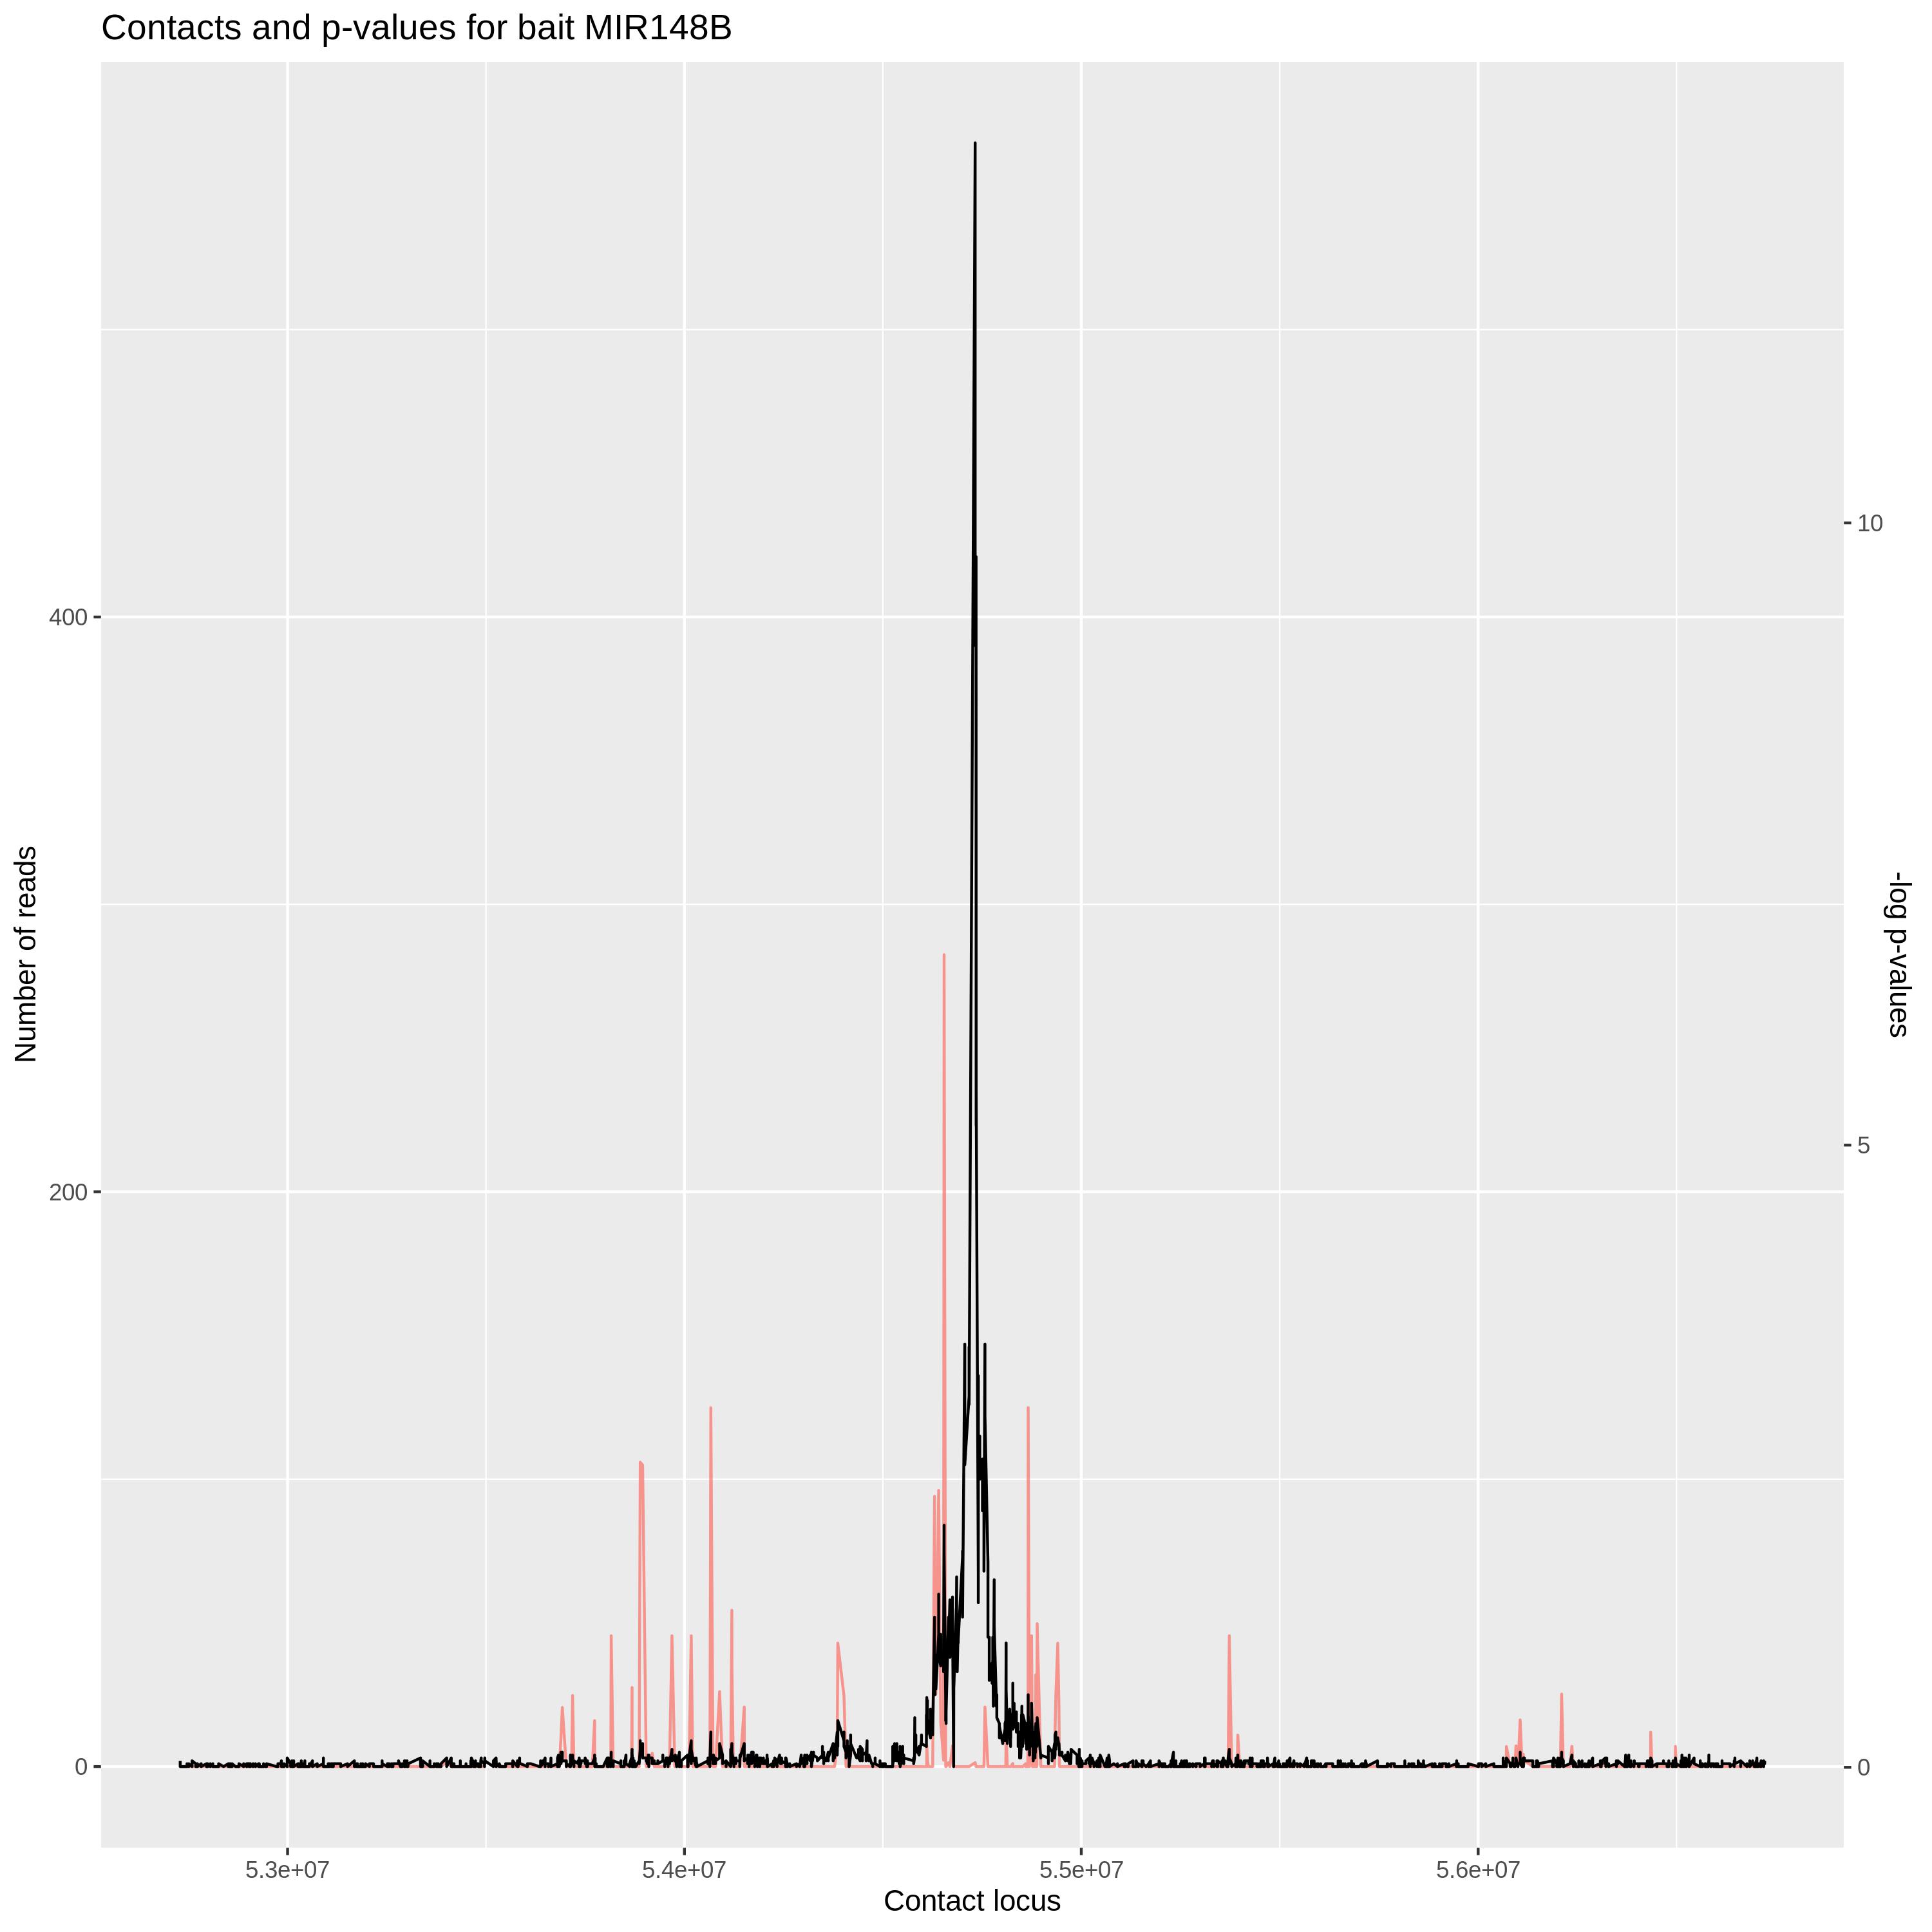 Contacts and p-values for bait MIR148B
Number of reads
400
200
0
10
5
0
-log p-values
5.3e+07 5.4e+07 5.5e+07 5.6e+07
Contact locus